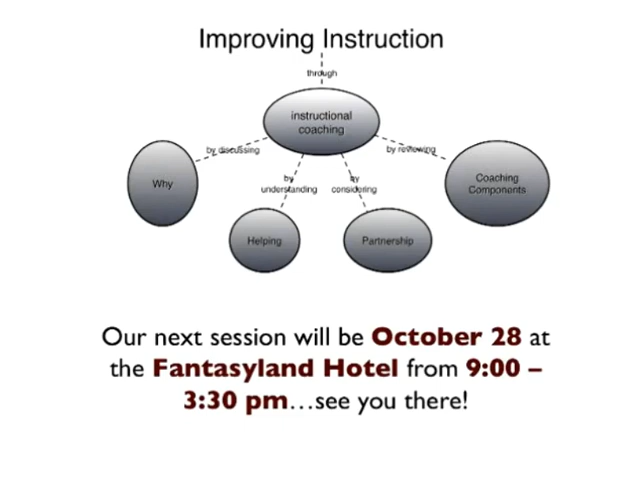 Improving Instruction
through
instructional
coaching
by discussing
by reviewing
Why
by
understanding
by
considering
Coaching
Components
Helping
Partnership
Our next session will be October 28 at
the Fantasyland Hotel from 9:00 –
3:30 pm…see you there!